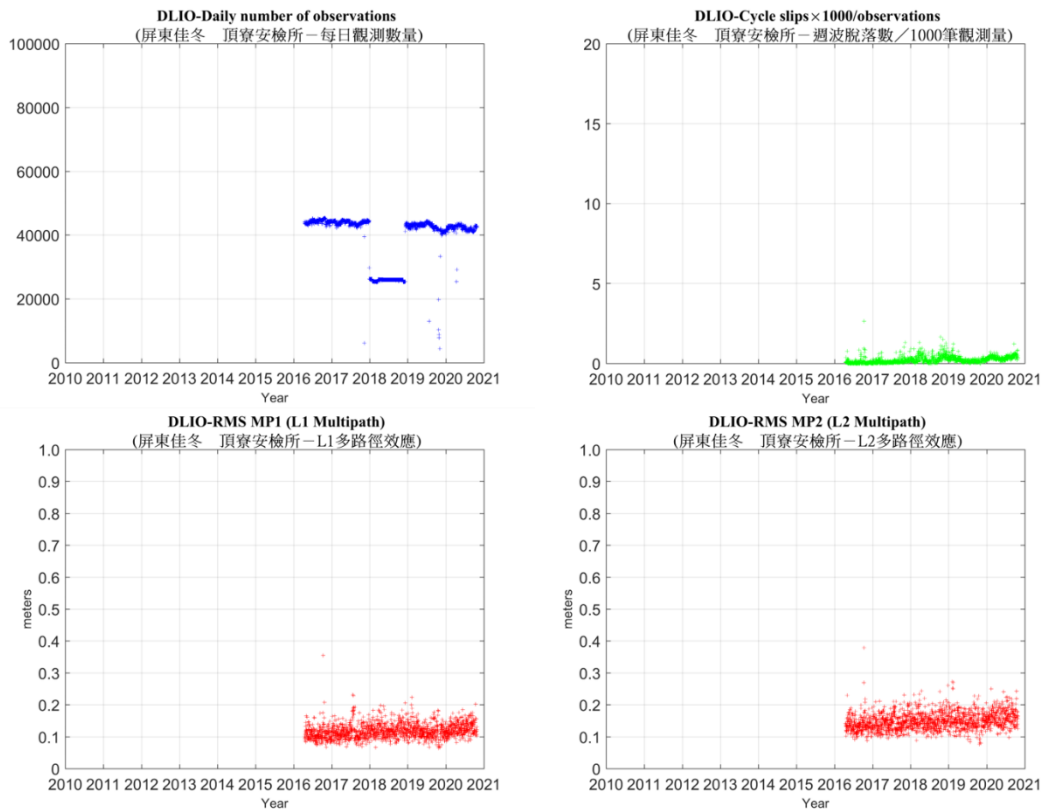 DLIO-Daily number of observations
(屏東佳冬　頂寮安檢所－每日觀測數量)
100000
80000
60000
40000
20000
0
2010 2011 2012 2013 2014 2015 2016 2017 2018 2019 2020 2021
Year
DLIO-Cycle slips×1000/observations
(屏東佳冬　頂寮安檢所－週波脫落數／1000筆觀測量)
20
15
10
5
0
2010 2011 2012 2013 2014 2015 2016 2017 2018 2019 2020 2021
Year
DLIO-RMS MP1 (L1 Multipath)
(屏東佳冬　頂寮安檢所－L1多路徑效應)
1.0
0.9
0.8
0.7
0.6
0.5
0.4
0.3
0.2
0.1
0
meters
2010 2011 2012 2013 2014 2015 2016 2017 2018 2019 2020 2021
Year
DLIO-RMS MP2 (L2 Multipath)
(屏東佳冬　頂寮安檢所－L2多路徑效應)
1.0
0.9
0.8
0.7
0.6
0.5
0.4
0.3
0.2
0.1
0
meters
2010 2011 2012 2013 2014 2015 2016 2017 2018 2019 2020 2021
Year